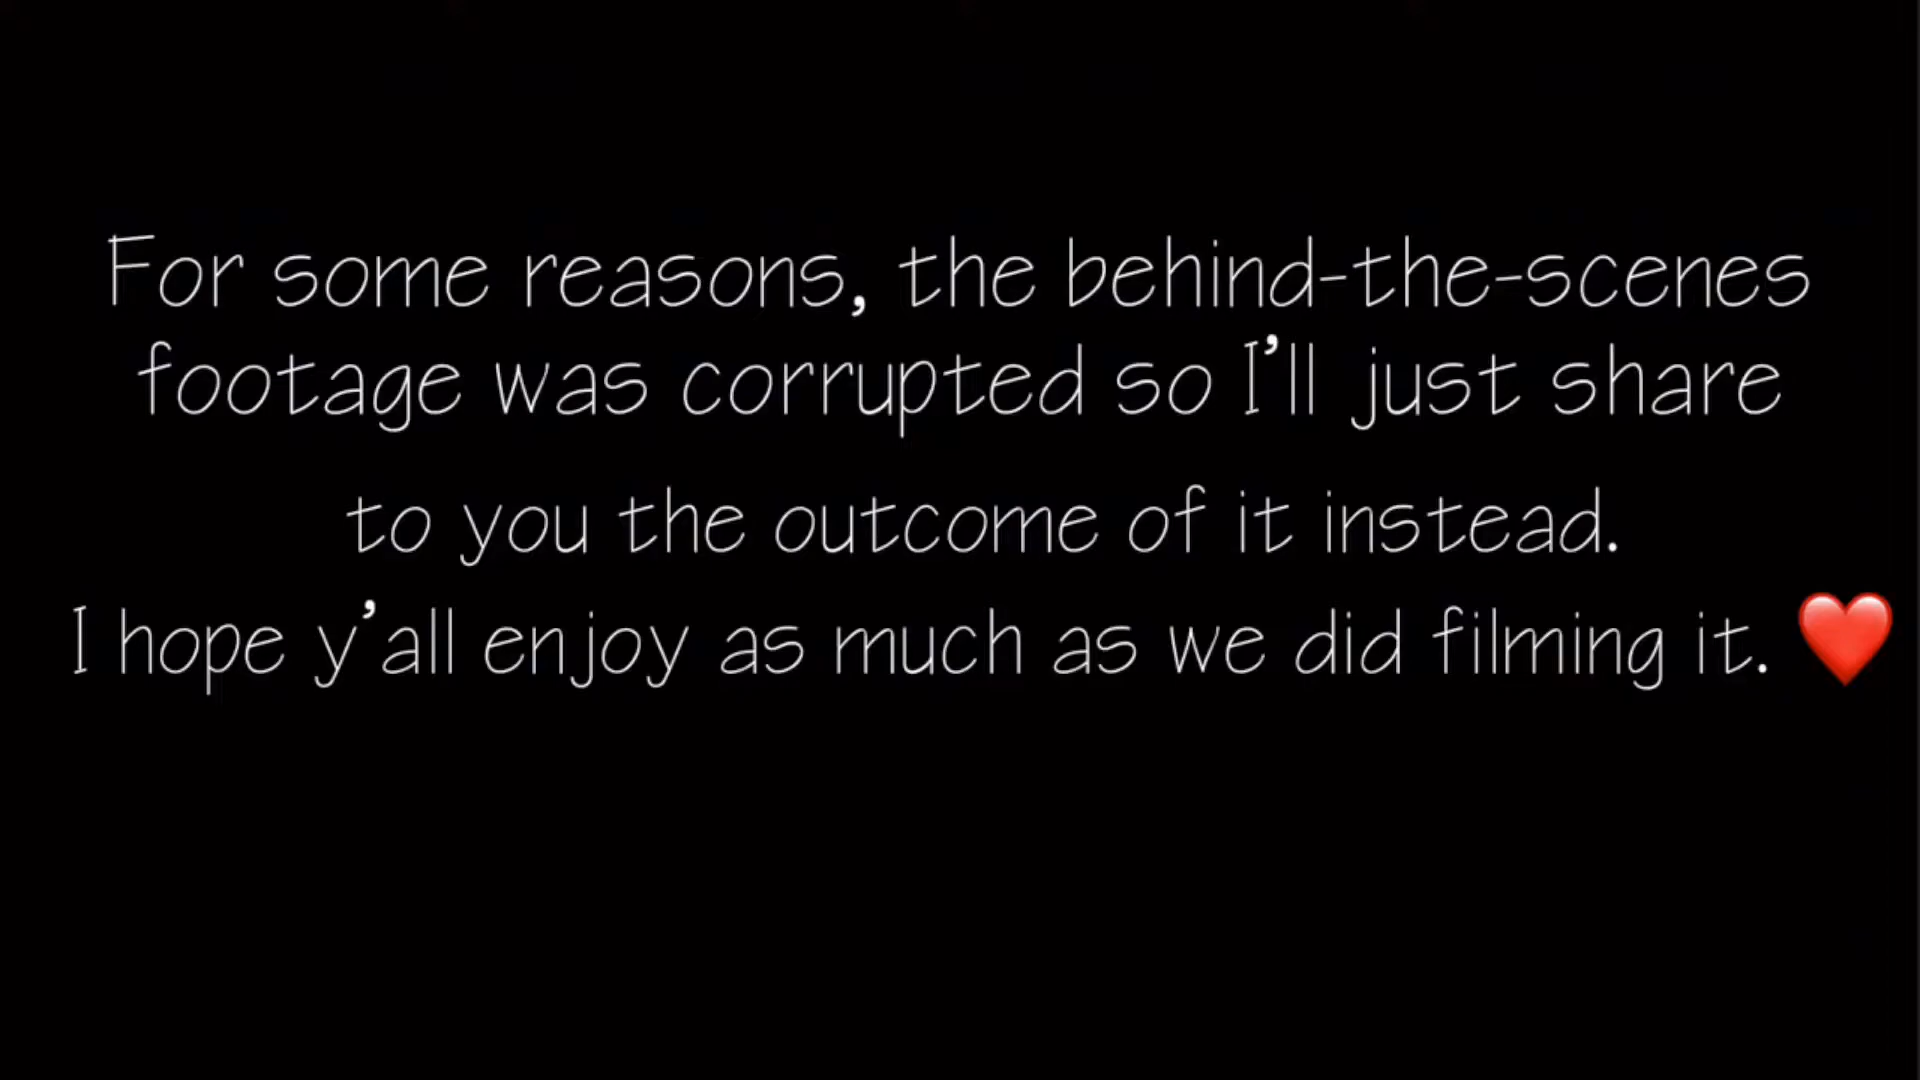 For some reasons, the behind-the-scenes
footage was corrupted so I’ll just share
to you the outcome of it instead.
I hope y’all enjoy as much as we did filming it. ❤️